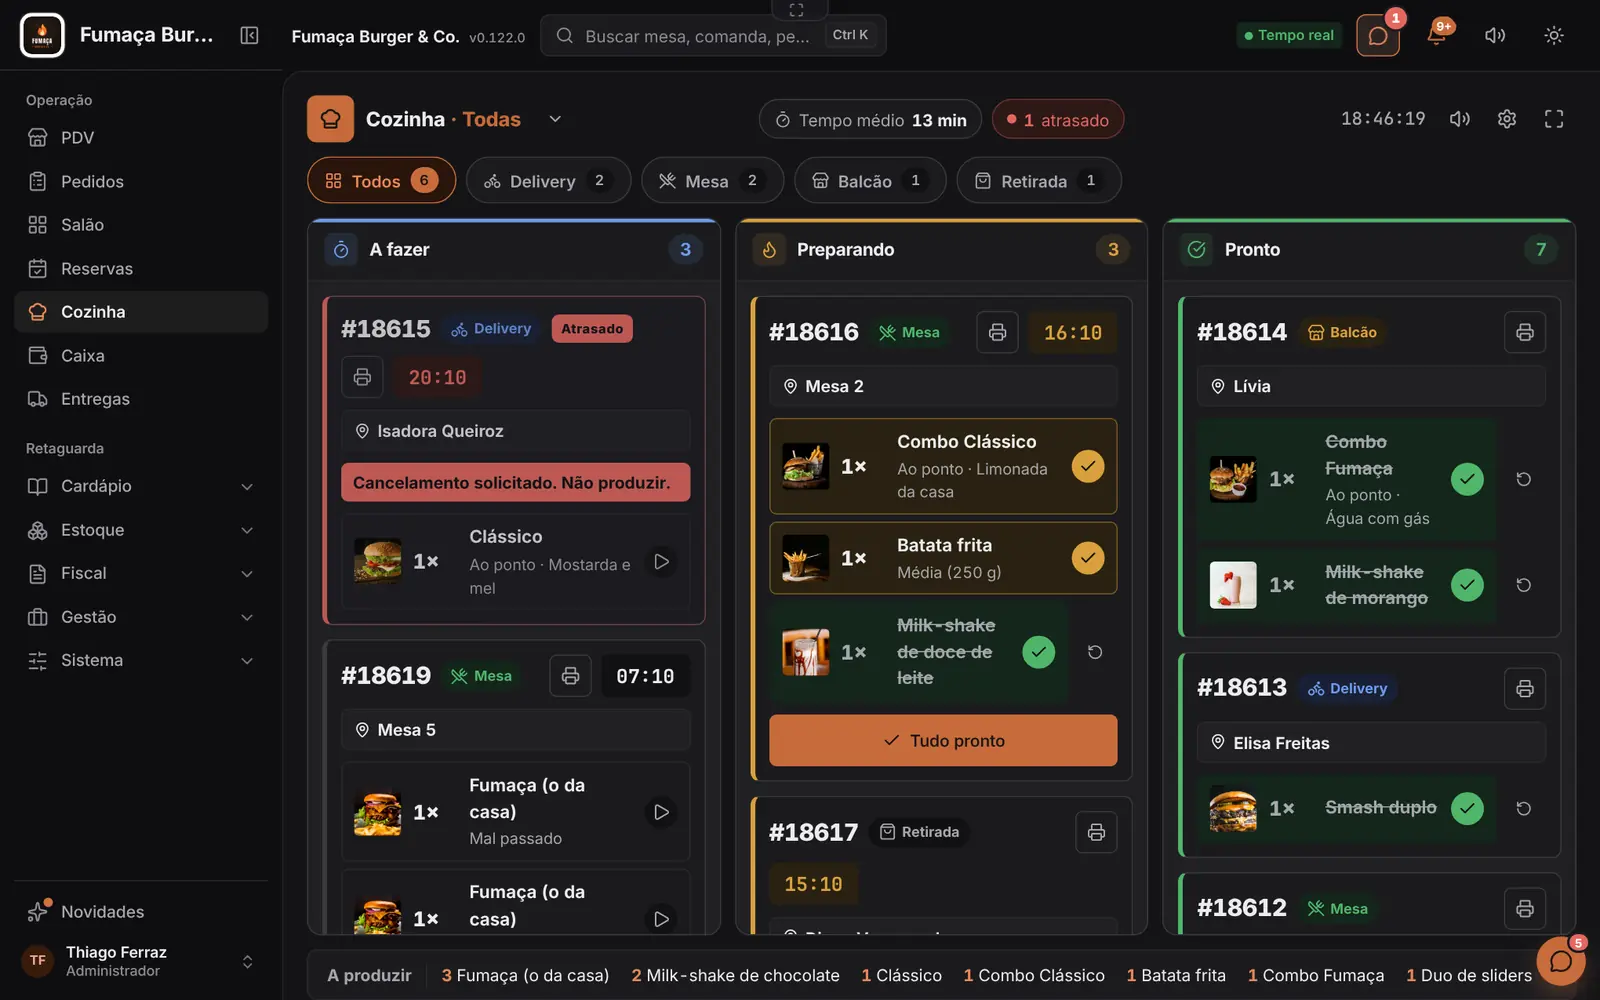 FUMAÇA
Fumaça Bur...
Fumaça Burger & Co. v0.122.0
Buscar mesa, comanda, pe...
Ctrl K
Tempo real
1
9+
Operação
PDV
Pedidos
Salão
Reservas
Cozinha
Caixa
Entregas
Retaguarda
Cardápio
Estoque
Fiscal
Gestão
Sistema
Novidades
TF
Thiago Ferraz
Administrador
Cozinha · Todas
Tempo médio 13 min
1 atrasado
18:46:19
Todos 6
Delivery 2
Mesa 2
Balcão 1
Retirada 1
A fazer 3
#18615 Delivery Atrasado
20:10
Isadora Queiroz
Cancelamento solicitado. Não produzir.
1× Clássico
Ao ponto · Mostarda e
mel
#18619 Mesa 07:10
Mesa 5
1× Fumaça (o da
casa)
Mal passado
1× Fumaça (o da
casa)
Preparando 3
#18616 Mesa 16:10
Mesa 2
1× Combo Clássico
Ao ponto · Limonada
da casa
1× Batata frita
Média (250 g)
1× Milk-shake
de doce de
leite
Tudo pronto
#18617 Retirada
15:10
Pronto 7
#18614 Balcão
Lívia
1× Combo
Fumaça
Ao ponto ·
Água com gás
1× Milk-shake
de morango
#18613 Delivery
Elisa Freitas
1× Smash duplo
#18612 Mesa
A produzir 3 Fumaça (o da casa) 2 Milk-shake de chocolate 1 Clássico 1 Combo Clássico 1 Batata frita 1 Combo Fumaça 1 Duo de sliders
5